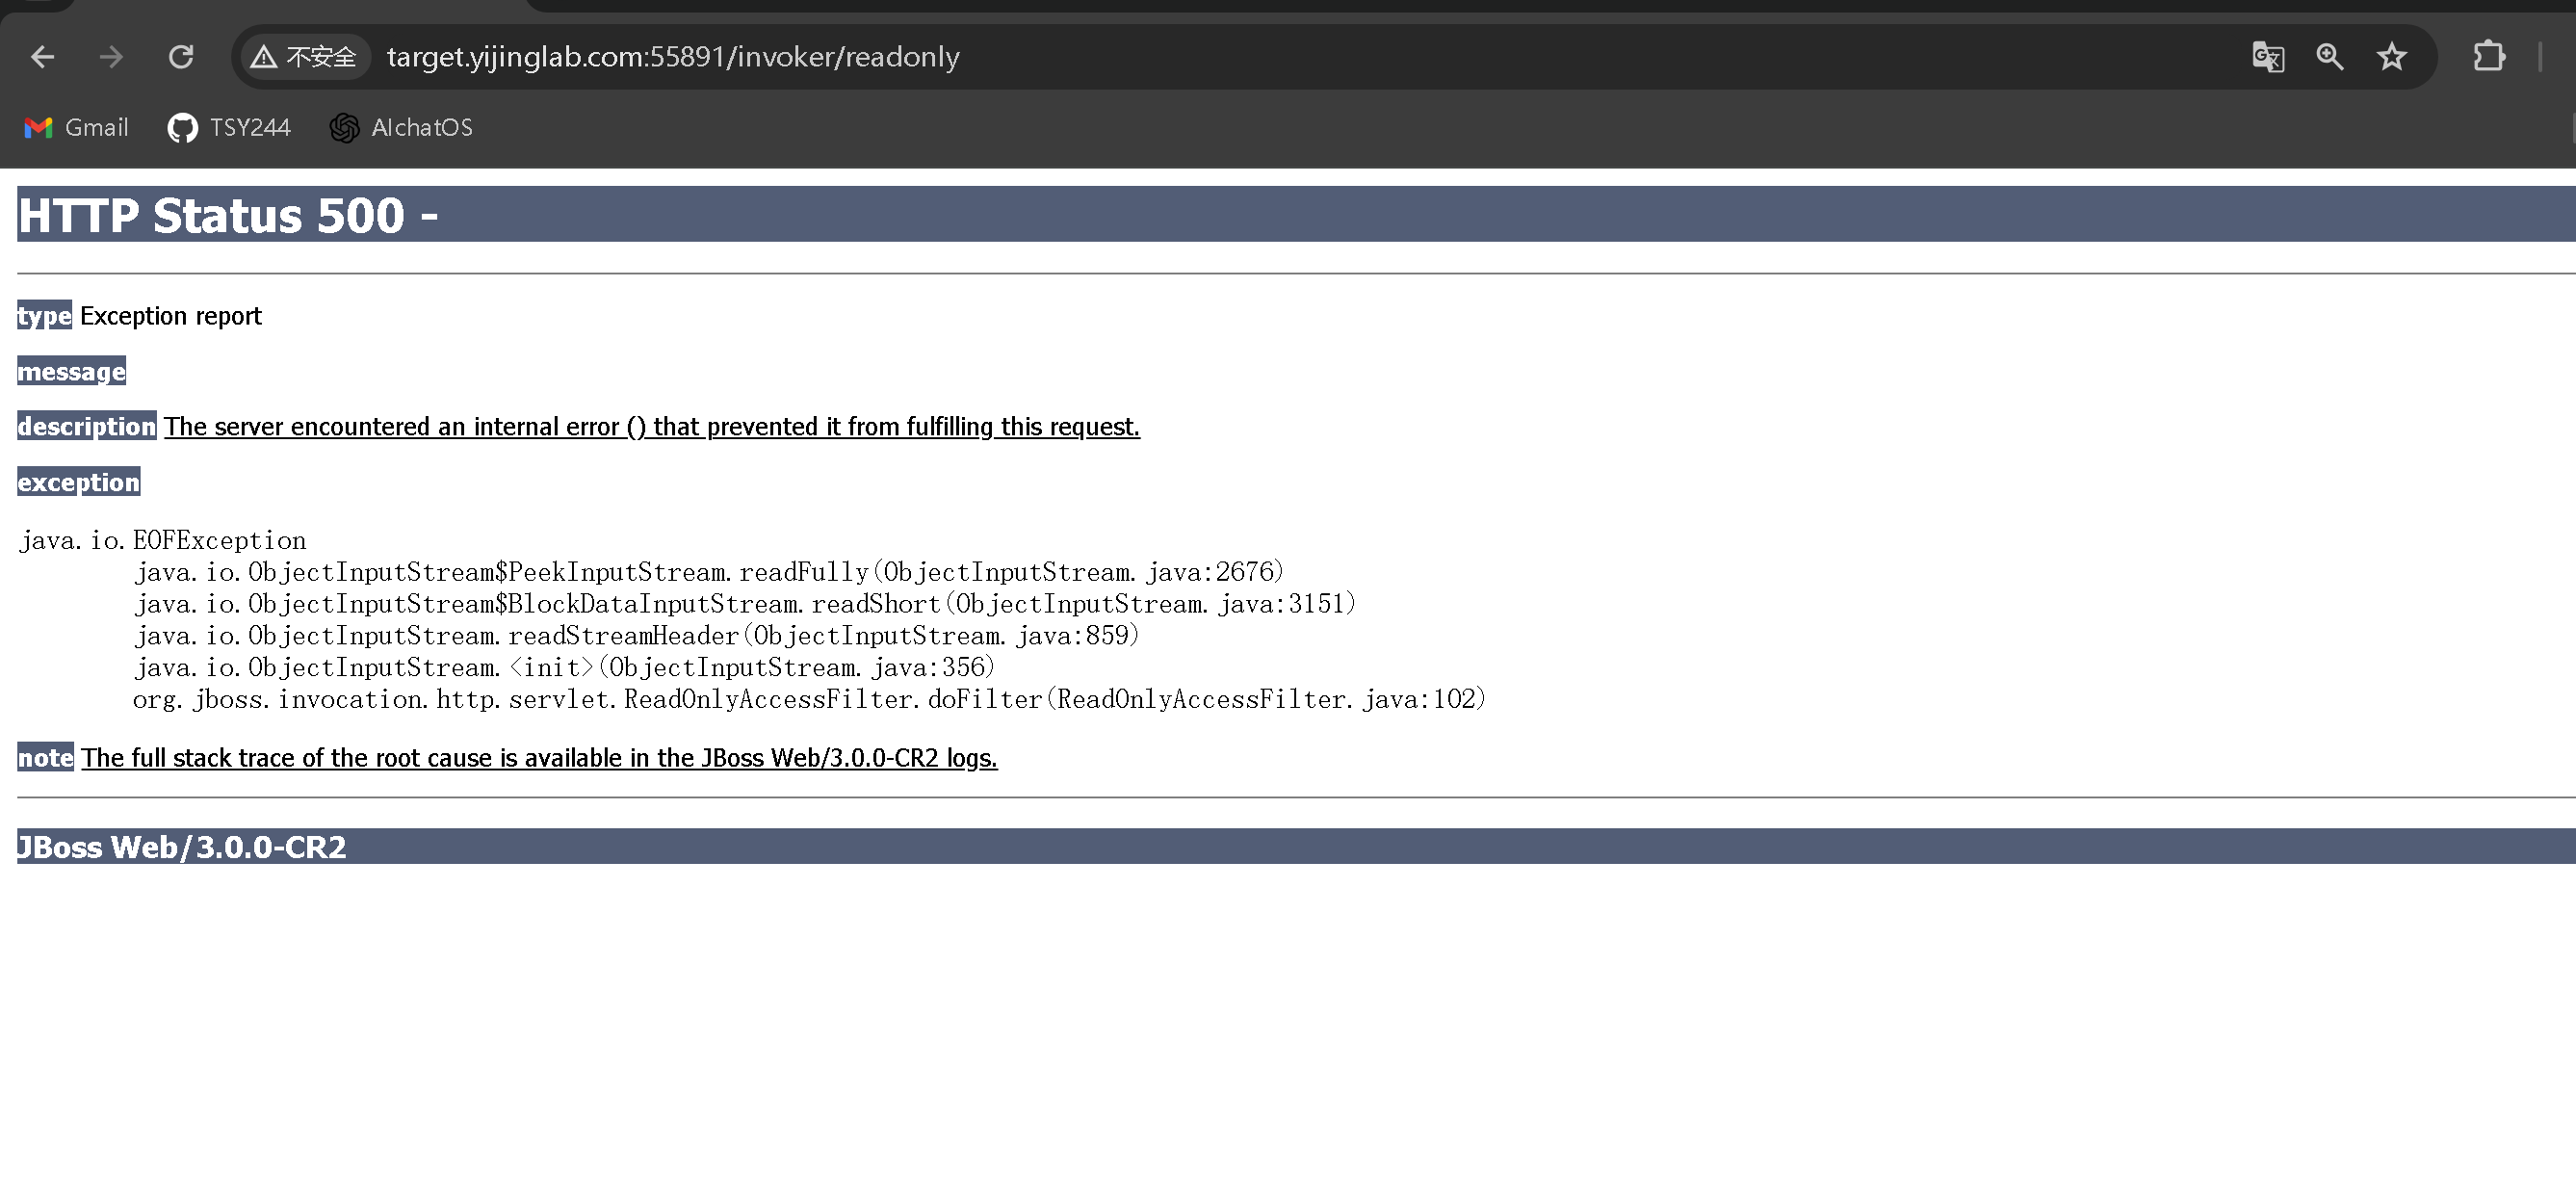 不安全 target.yijinglab.com:55891/invoker/readonly
Gmail TSY244 AIchatOS
HTTP Status 500 -
type Exception report
message
description The server encountered an internal error () that prevented it from fulfilling this request.
exception
java.io.EOFException
java.io.ObjectInputStream$PeekInputStream.readFully(ObjectInputStream.java:2676)
java.io.ObjectInputStream$BlockDataInputStream.readShort(ObjectInputStream.java:3151)
java.io.ObjectInputStream.readStreamHeader(ObjectInputStream.java:859)
java.io.ObjectInputStream.<init>(ObjectInputStream.java:356)
org.jboss.invocation.http.servlet.ReadOnlyAccessFilter.doFilter(ReadOnlyAccessFilter.java:102)
note The full stack trace of the root cause is available in the JBoss Web/3.0.0-CR2 logs.
JBoss Web/3.0.0-CR2